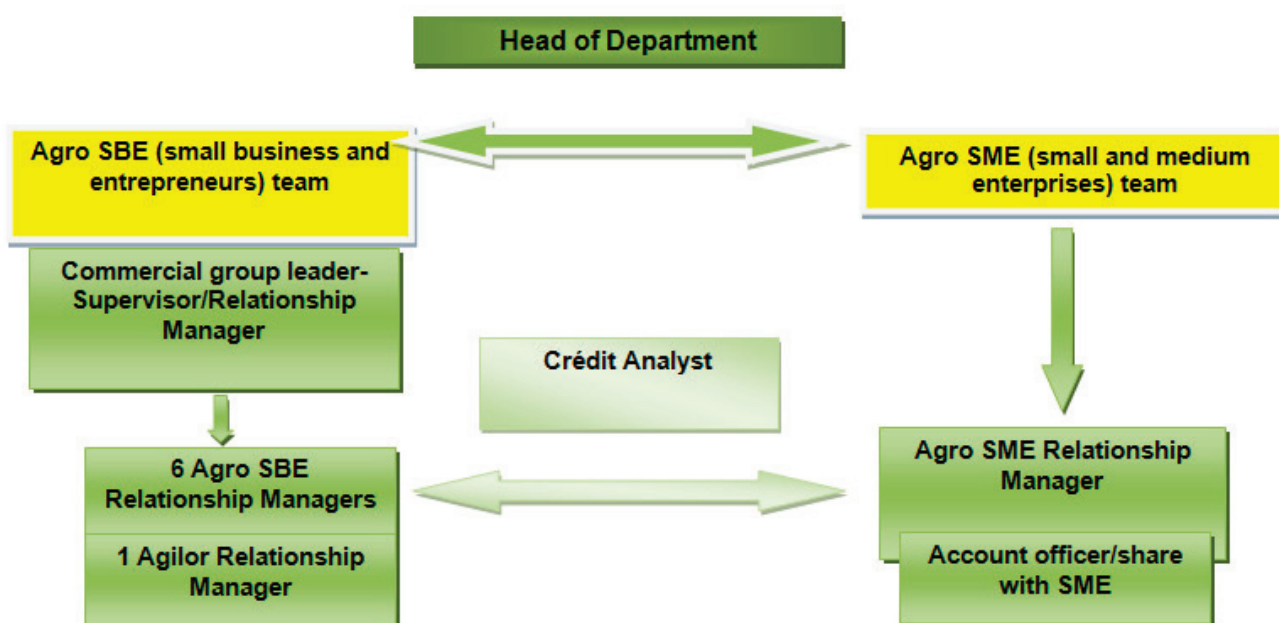 Head of Department
Agro SBE (small business and
entrepreneurs) team
Agro SME (small and medium
enterprises) team
Commercial group leader-
Supervisor/Relationship
Manager
Crédit Analyst
6 Agro SBE
Relationship Managers
1 Agilor Relationship
Manager
Agro SME Relationship
Manager
Account officer/share
with SME